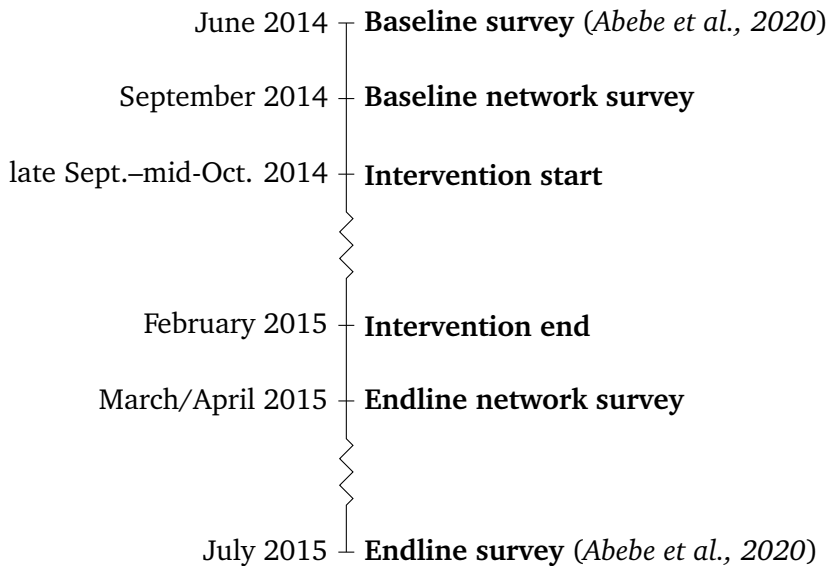 June 2014 Baseline survey (Abebe et al., 2020)
September 2014 Baseline network survey
late Sept.–mid-Oct. 2014 Intervention start
February 2015 Intervention end
March/April 2015 Endline network survey
July 2015 Endline survey (Abebe et al., 2020)